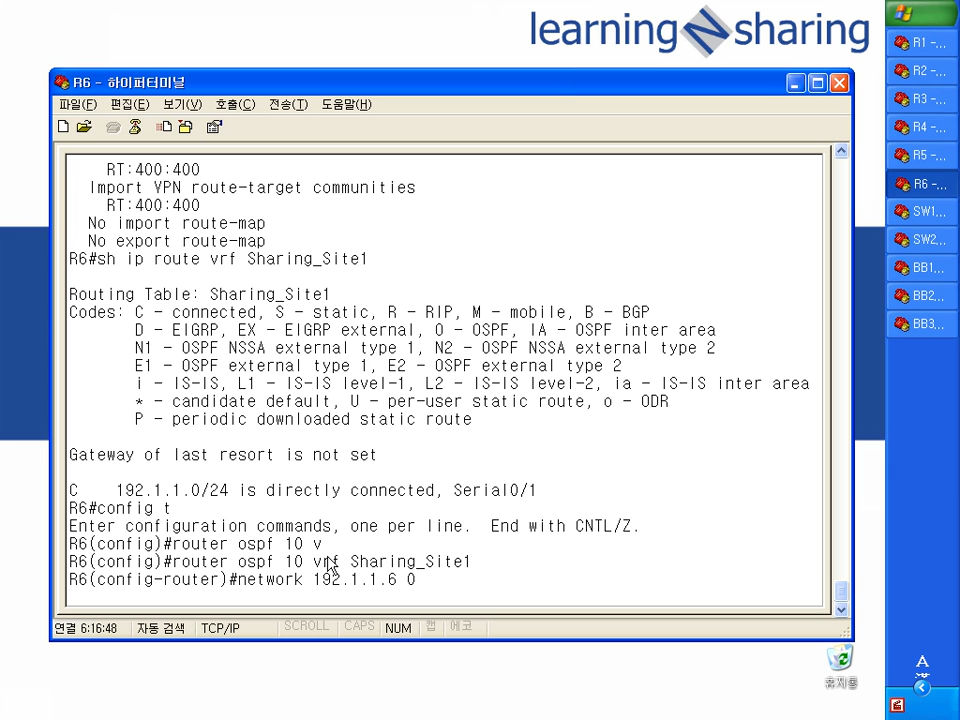 learning N sharing
R6 - 하이퍼터미널
파일(F) 편집(E) 보기(V) 호출(C) 전송(T) 도움말(H)
RT:400:400
Import VPN route-target communities
RT:400:400
No import route-map
No export route-map
R6#sh ip route vrf Sharing_Site1
Routing Table: Sharing_Site1
Codes: C - connected, S - static, R - RIP, M - mobile, B - BGP
D - EIGRP, EX - EIGRP external, O - OSPF, IA - OSPF inter area
N1 - OSPF NSSA external type 1, N2 - OSPF NSSA external type 2
E1 - OSPF external type 1, E2 - OSPF external type 2
i - IS-IS, L1 - IS-IS level-1, L2 - IS-IS level-2, ia - IS-IS inter area
* - candidate default, U - per-user static route, o - ODR
P - periodic downloaded static route
Gateway of last resort is not set
C 192.1.1.0/24 is directly connected, Serial0/1
R6#config t
Enter configuration commands, one per line. End with CNTL/Z.
R6(config)#router ospf 10 v
R6(config)#router ospf 10 vrf Sharing_Site1
R6(config-router)#network 192.1.1.6 0
연결 6:16:48 자동 검색 TCP/IP SCROLL CAPS NUM 캡 에코
휴지통
R1 -...
R2 -...
R3 -...
R4 -...
R5 -...
R6 -...
SW1...
SW2...
BB1...
BB2...
BB3...
A